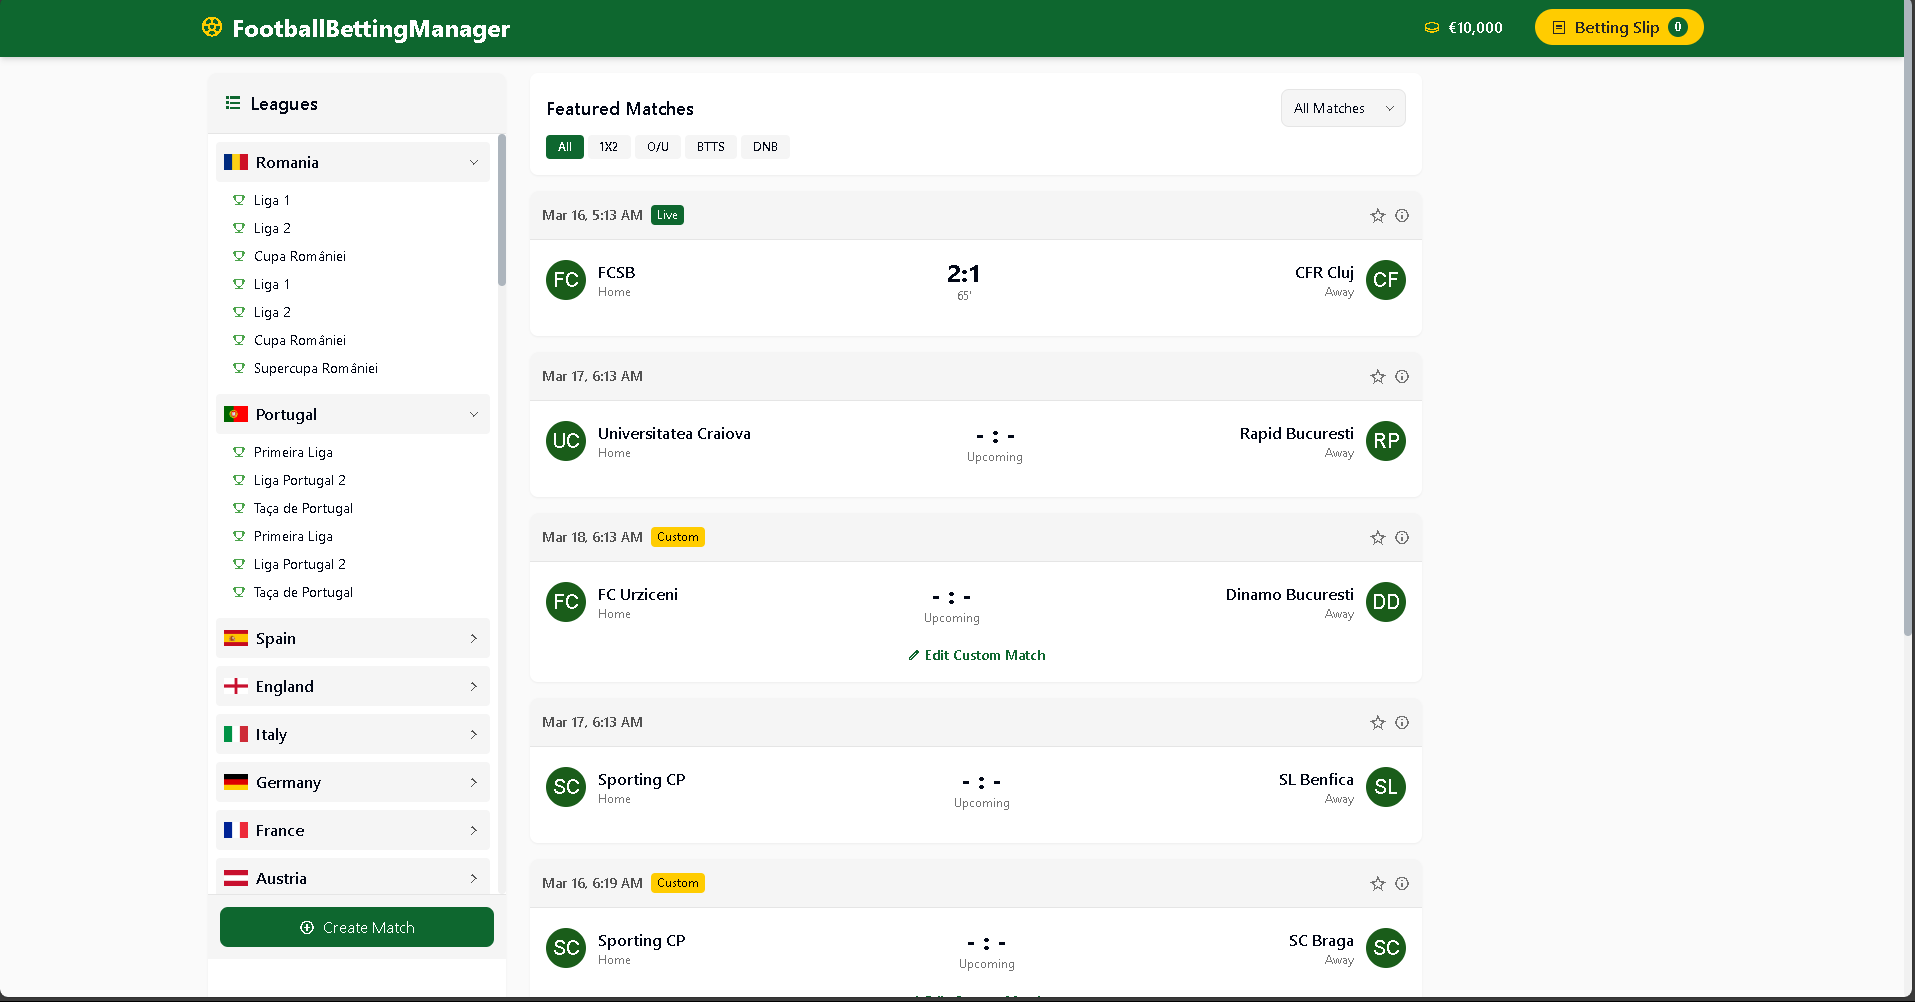 FootballBettingManager
€10,000
Betting Slip 0
Leagues
Romania
Liga 1
Liga 2
Cupa României
Liga 1
Liga 2
Cupa României
Supercupa României
Portugal
Primeira Liga
Liga Portugal 2
Taça de Portugal
Primeira Liga
Liga Portugal 2
Taça de Portugal
Spain
England
Italy
Germany
France
Austria
Create Match
Featured Matches
All Matches
All 1X2 O/U BTTS DNB
Mar 16, 5:13 AM Live
FC FCSB 2:1 CFR Cluj CF
Home 65' Away
Mar 17, 6:13 AM
UC Universitatea Craiova - : - Rapid Bucuresti RP
Home Upcoming Away
Mar 18, 6:13 AM Custom
FC FC Urziceni - : - Dinamo Bucuresti DD
Home Upcoming Away
Edit Custom Match
Mar 17, 6:13 AM
SC Sporting CP - : - SL Benfica SL
Home Upcoming Away
Mar 16, 6:19 AM Custom
SC Sporting CP - : - SC Braga SC
Home Upcoming Away